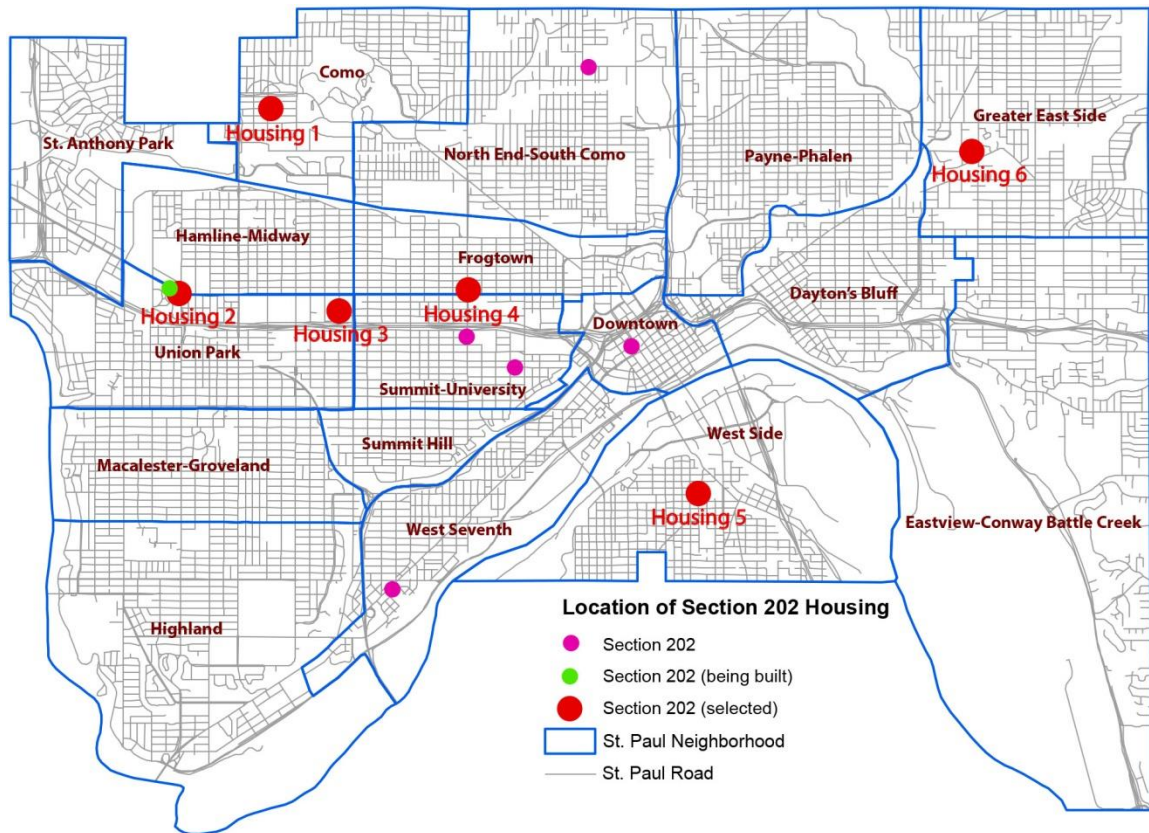 Como
Housing 1
St. Anthony Park
North End-South Como
Payne-Phalen
Greater East Side
Housing 6
Hamline-Midway
Frogtown
Housing 2
Housing 3
Housing 4
Downtown
Dayton's Bluff
Union Park
Summit-University
Summit Hill
West Side
Macalester-Groveland
Housing 5
West Seventh
Eastview-Conway Battle Creek
Highland
Location of Section 202 Housing
Section 202
Section 202 (being built)
Section 202 (selected)
St. Paul Neighborhood
St. Paul Road